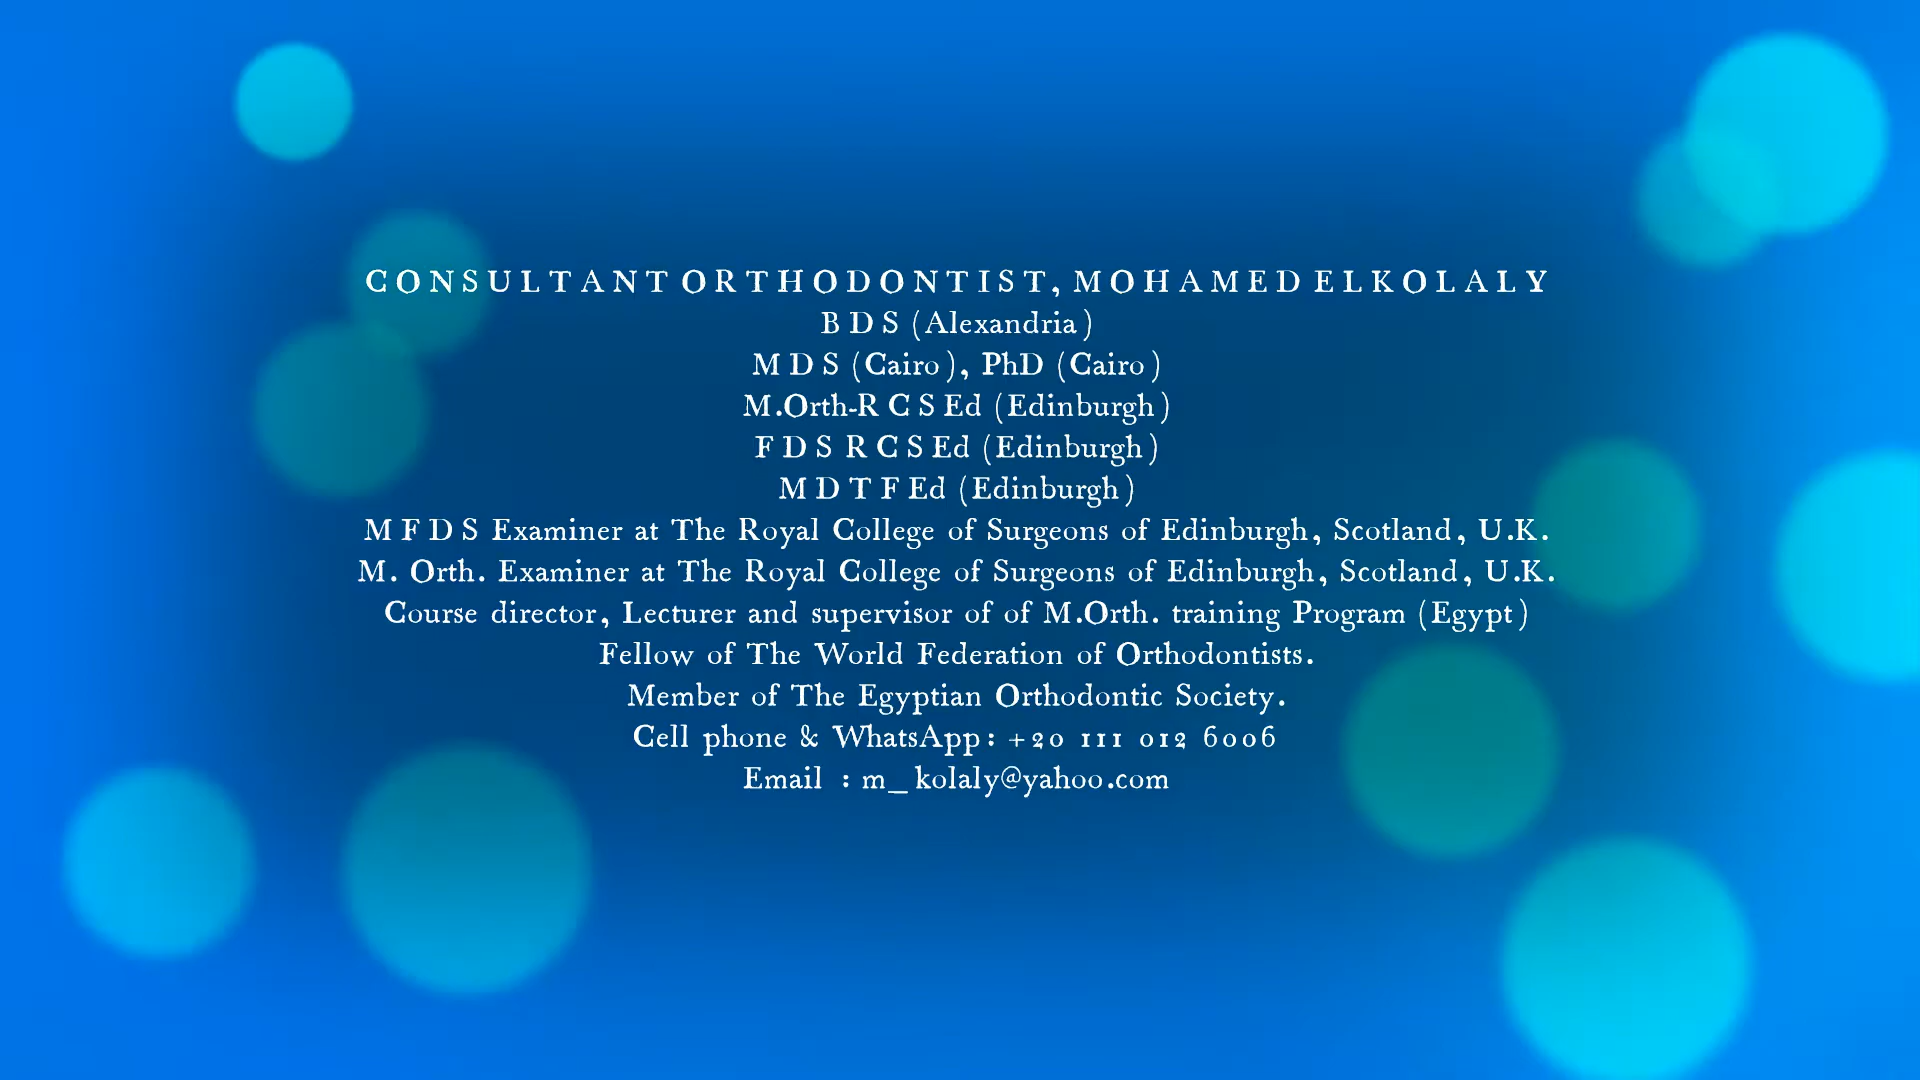 CONSULTANT ORTHODONTIST, MOHAMED ELKOLALY
B D S (Alexandria)
M D S (Cairo), PhD (Cairo)
M.Orth-R C S Ed (Edinburgh)
F D S R C S Ed (Edinburgh)
M D T F Ed (Edinburgh)
M F D S Examiner at The Royal College of Surgeons of Edinburgh, Scotland, U.K.
M. Orth. Examiner at The Royal College of Surgeons of Edinburgh, Scotland, U.K.
Course director, Lecturer and supervisor of of M.Orth. training Program (Egypt)
Fellow of The World Federation of Orthodontists.
Member of The Egyptian Orthodontic Society.
Cell phone & WhatsApp: +20 111 012 6006
Email : m_kolaly@yahoo.com